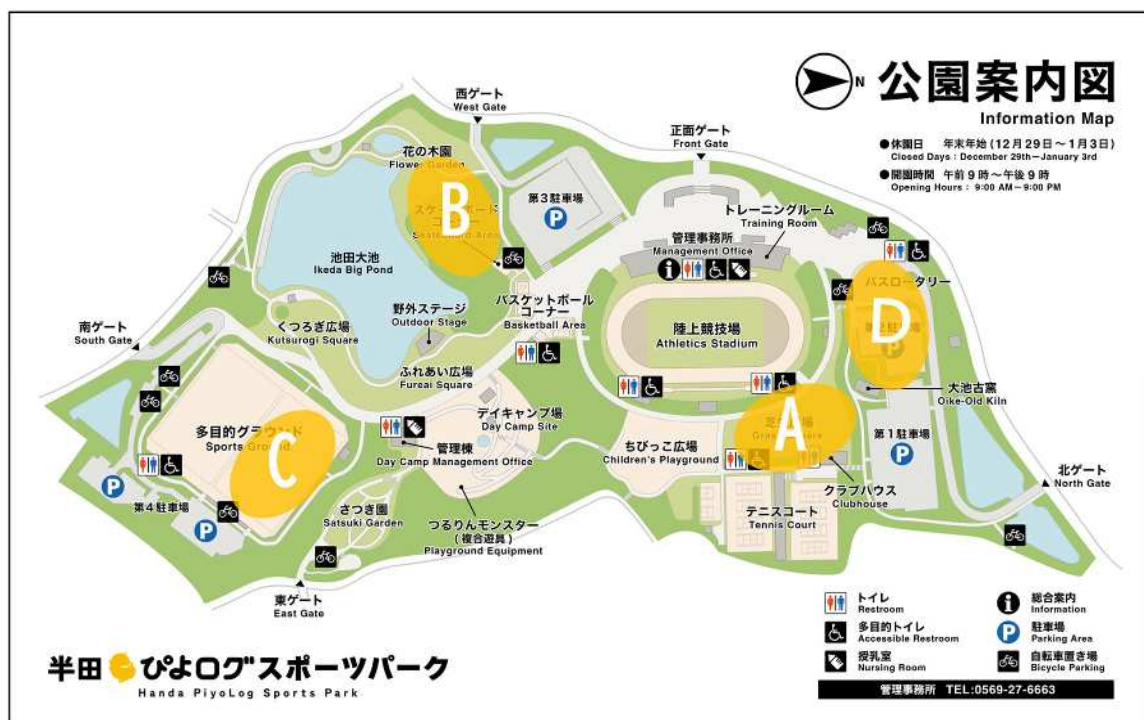 N
公園案内図
Information Map
●休園日 年末年始(12月29日〜1月3日)
Closed Days : December 29th—January 3rd
●開園時間 午前9時〜午後9時
Opening Hours : 9:00 AM—9:00 PM
西ゲート
West Gate
正面ゲート
Front Gate
花の木園
Flower Garden
B
第3駐車場
P
トレーニングルーム
Training Room
管理事務所
Management Office
池田大池
Ikeda Big Pond
バスロータリー
D
P
野外ステージ
Outdoor Stage
バスケットボール
コーナー
Basketball Area
陸上競技場
Athletics Stadium
くつろぎ広場
Kutsurogi Square
南ゲート
South Gate
ふれあい広場
Fureai Square
大池古窯
Oike-Old Kiln
デイキャンプ場
Day Camp Site
A
多目的グラウンド
Sports Ground
C
管理棟
Day Camp Management Office
ちびっこ広場
Children's Playground
第1駐車場
P
クラブハウス
Clubhouse
北ゲート
North Gate
P
第4駐車場
P
さつき園
Satsuki Garden
つるりんモンスター
(複合遊具)
Playground Equipment
テニスコート
Tennis Court
東ゲート
East Gate
トイレ
Restroom
総合案内
Information
多目的トイレ
Accessible Restroom
P
駐車場
Parking Area
授乳室
Nursing Room
自転車置き場
Bicycle Parking
管理事務所 TEL:0569-27-6663
半田ぴよログスポーツパーク
Handa PiyoLog Sports Park